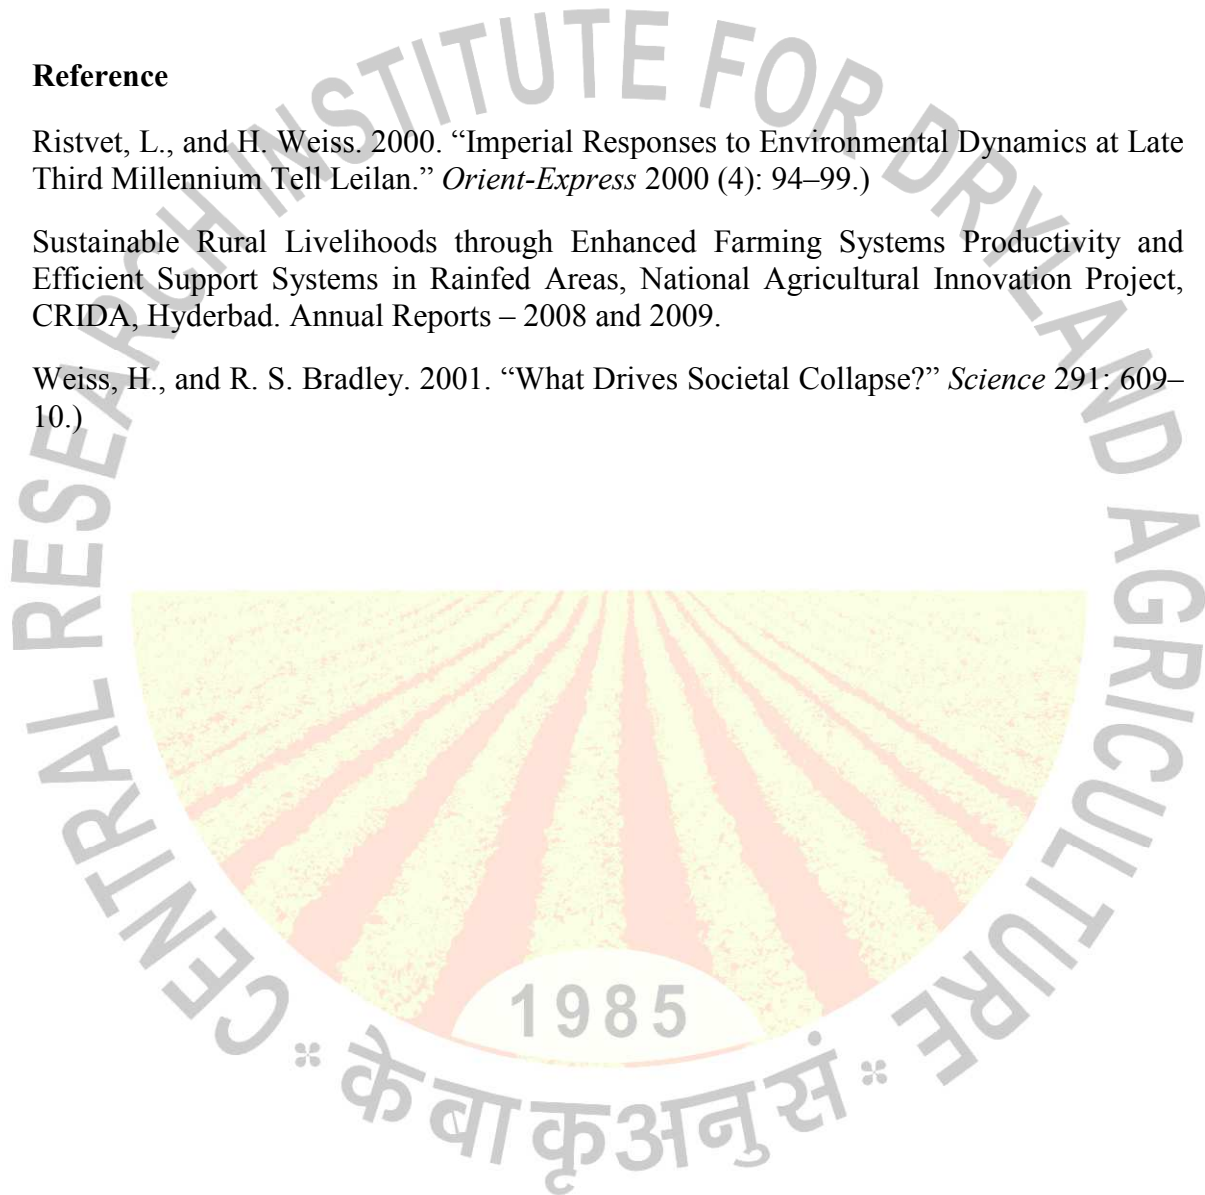 Reference
Ristvet, L., and H. Weiss. 2000. “Imperial Responses to Environmental Dynamics at Late
Third Millennium Tell Leilan.” Orient-Express 2000 (4): 94–99.)
Sustainable Rural Livelihoods through Enhanced Farming Systems Productivity and
Efficient Support Systems in Rainfed Areas, National Agricultural Innovation Project,
CRIDA, Hyderbad. Annual Reports – 2008 and 2009.
Weiss, H., and R. S. Bradley. 2001. “What Drives Societal Collapse?” Science 291: 609–
10.)
CENTRAL RESEARCH INSTITUTE FOR DRYLAND AGRICULTURE
1985
केवाकृअनुसं